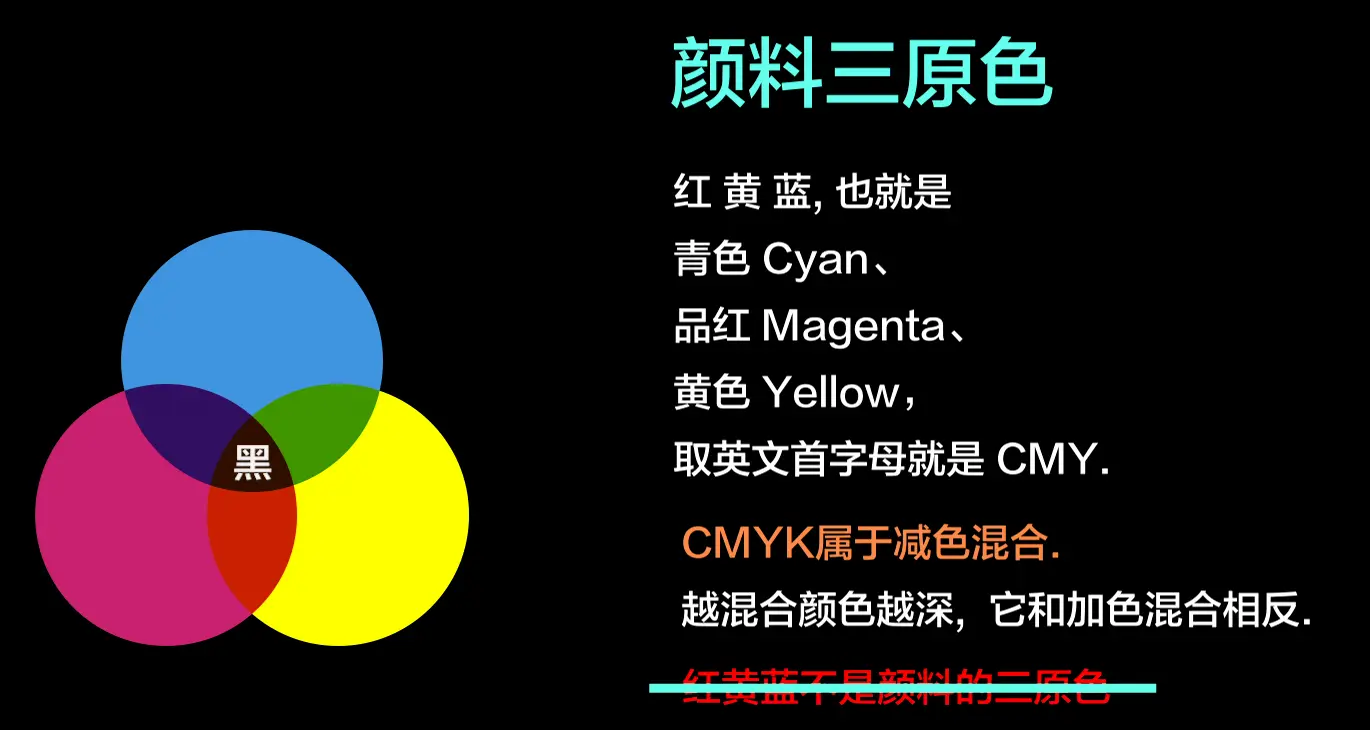 颜料三原色
红 黄 蓝, 也就是
青色 Cyan、
品红 Magenta、
黄色 Yellow，
取英文首字母就是 CMY.
黑
CMYK属于减色混合.
越混合颜色越深，它和加色混合相反.
红黄蓝不是颜料的三原色